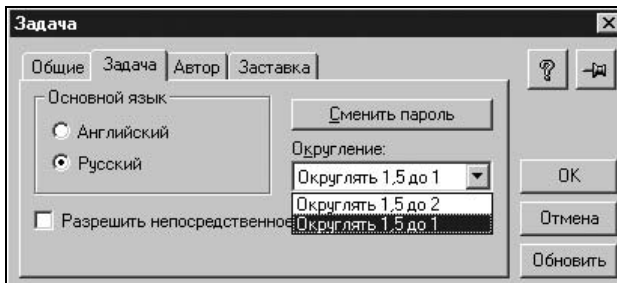 Задача
Общие Задача Автор Заставка
Основной язык
Английский
Русский
Сменить пароль
Округление:
Округлять 1,5 до 1
Округлять 1,5 до 2
Округлять 1,5 до 1
Разрешить непосредственное
OK
Отмена
Обновить